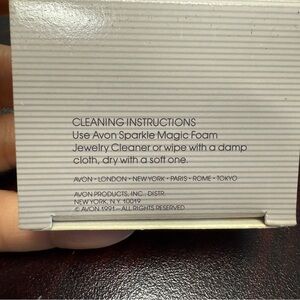 CLEANING INSTRUCTIONS
Use Avon Sparkle Magic Foam
Jewelry Cleaner or wipe with a damp
cloth, dry with a soft one.
AVON - LONDON - NEW YORK - PARIS - ROME - TOKYO
AVON PRODUCTS, INC., DISTR.
NEW YORK, N.Y. 10019
© AVON 1991 - ALL RIGHTS RESERVED